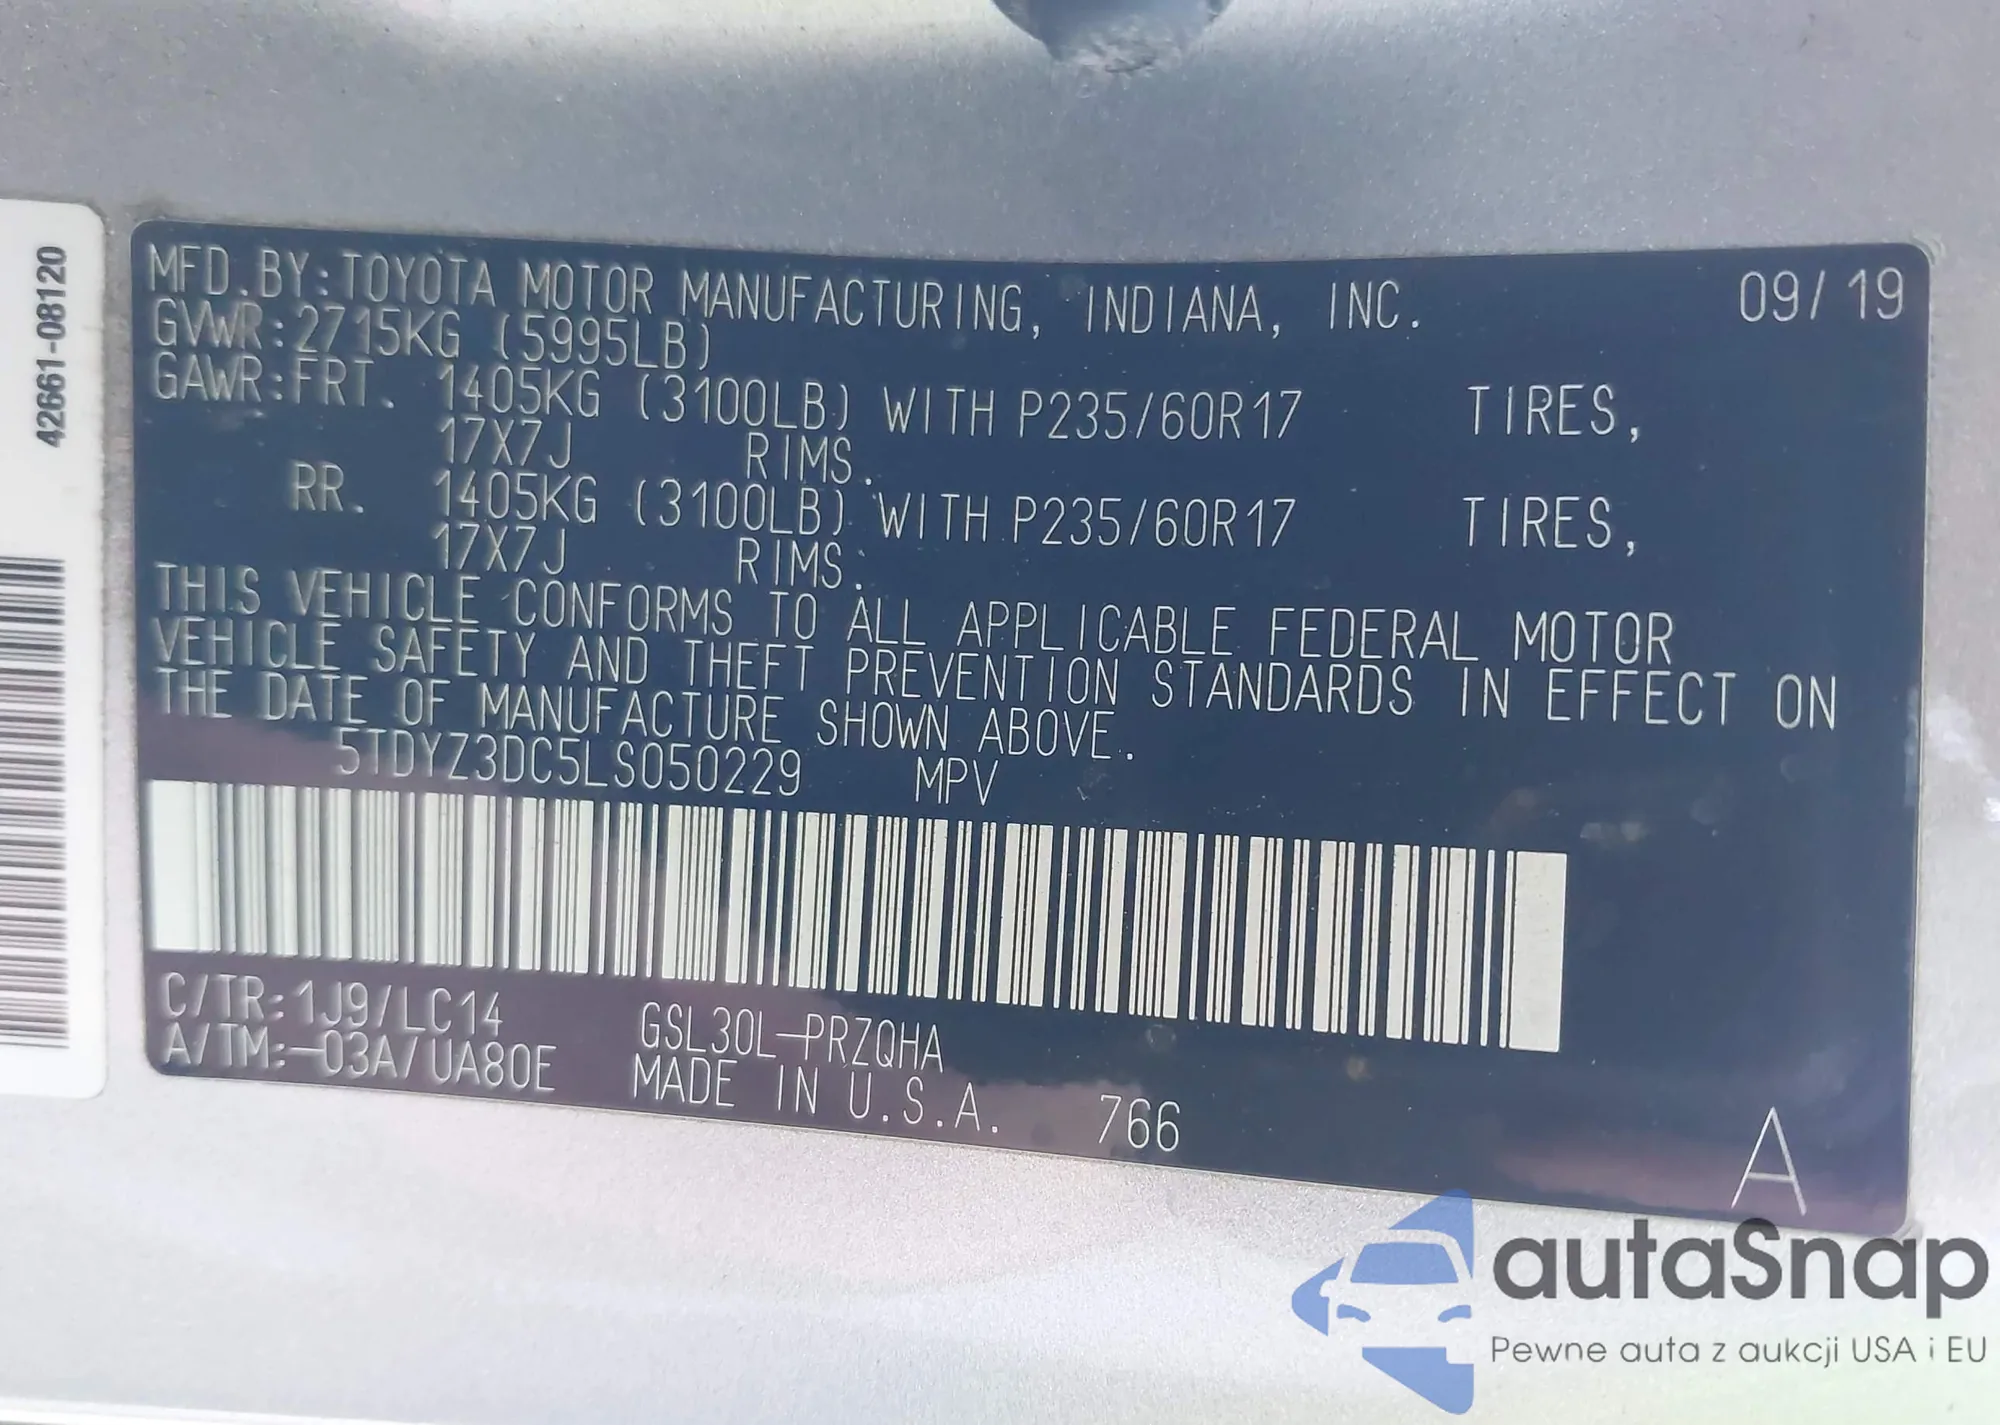 42661-08120
MFD.BY:TOYOTA MOTOR MANUFACTURING, INDIANA, INC. 09/19
GVWR:2715KG (5995LB)
GAWR:FRT. 1405KG (3100LB) WITH P235/60R17 TIRES,
17X7J RIMS.
RR. 1405KG (3100LB) WITH P235/60R17 TIRES,
17X7J RIMS.
THIS VEHICLE CONFORMS TO ALL APPLICABLE FEDERAL MOTOR
VEHICLE SAFETY AND THEFT PREVENTION STANDARDS IN EFFECT ON
THE DATE OF MANUFACTURE SHOWN ABOVE.
5TDYZ3DC5LS050229 MPV
C/TR:1J9/LC14 GSL30L-PRZQHA
A/TM:-03A/UA80E MADE IN U.S.A. 766
A
autaSnap
Pewne auta z aukcji USA i EU